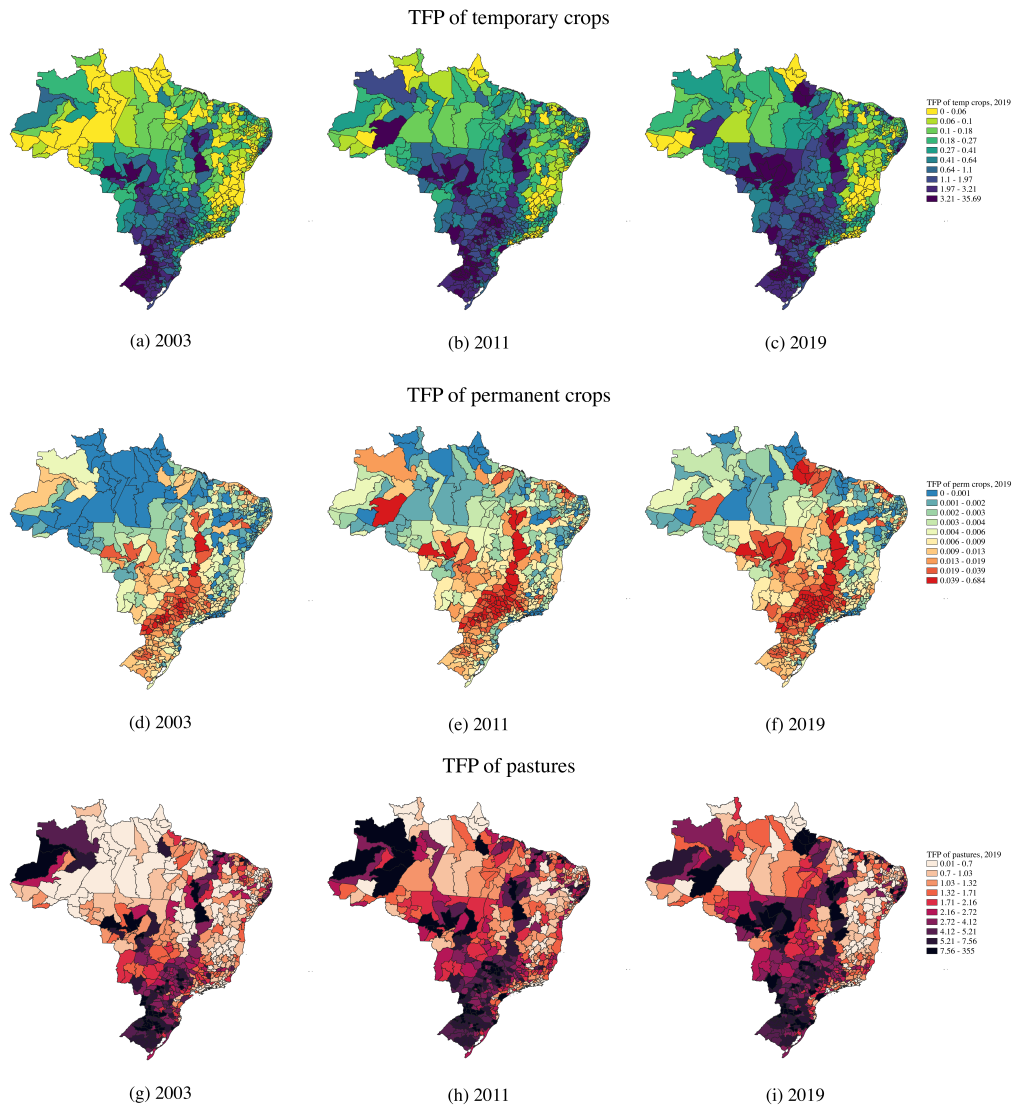 TFP of temporary crops
TFP of temp crops, 2019
0 - 0.06
0.06 - 0.1
0.1 - 0.18
0.18 - 0.27
0.27 - 0.41
0.41 - 0.64
0.64 - 1.1
1.1 - 1.97
1.97 - 3.21
3.21 - 35.69
(a) 2003
(b) 2011
(c) 2019
TFP of permanent crops
TFP of perm crops, 2019
0 - 0.001
0.001 - 0.002
0.002 - 0.003
0.003 - 0.004
0.004 - 0.006
0.006 - 0.009
0.009 - 0.013
0.013 - 0.019
0.019 - 0.039
0.039 - 0.684
(d) 2003
(e) 2011
(f) 2019
TFP of pastures
TFP of pastures, 2019
0.01 - 0.7
0.7 - 1.03
1.03 - 1.32
1.32 - 1.71
1.71 - 2.16
2.16 - 2.72
2.72 - 4.12
4.12 - 5.21
5.21 - 7.56
7.56 - 355
(g) 2003
(h) 2011
(i) 2019